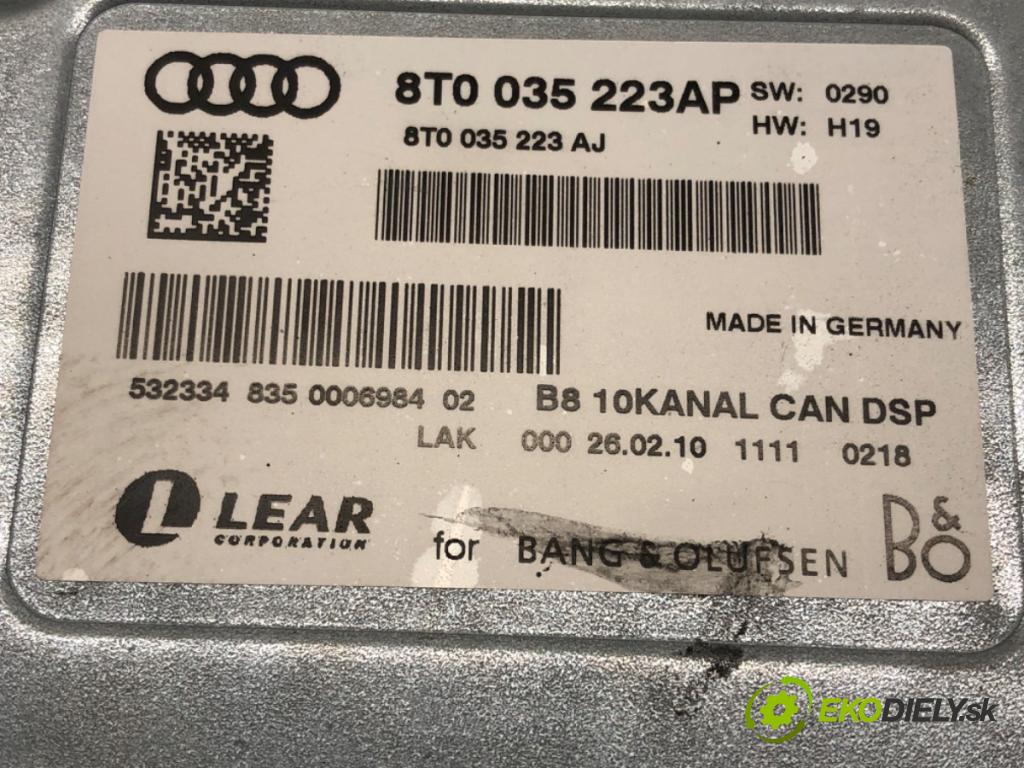 8T0 035 223AP SW: 0290
HW: H19
8T0 035 223 AJ
MADE IN GERMANY
532334 835 0006984 02
B8 10KANAL CAN DSP
LAK 000 26.02.10 1111 0218
L LEAR
CORPORATION
for BANG & OLUFSEN
B&O
EKODIELY.sk